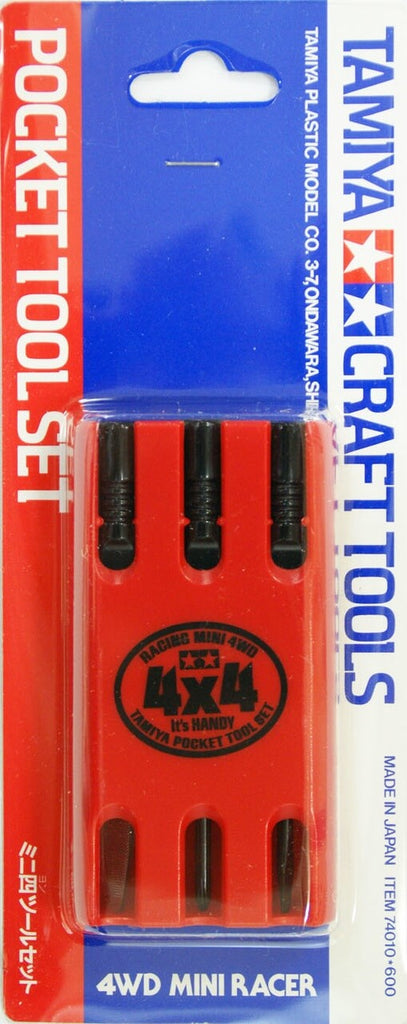 TAMIYA CRAFT TOOLS
TAMIYA PLASTIC MODEL CO. 3-7, ONDAWARA,
POCKET TOOL SET
RACING MINI 4WD
4x4
It's HANDY
TAMIYA POCKET TOOL SET
MADE IN JAPAN ITEM 74010•600
ミニ四ツールセット
ヨン
4WD MINI RACER